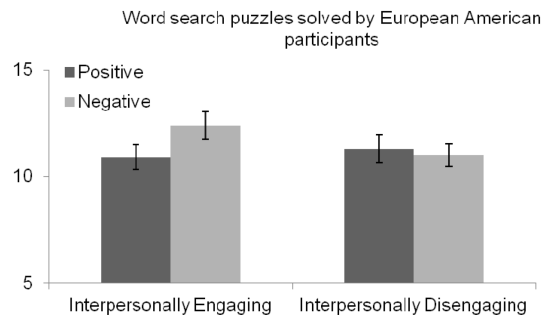 Word search puzzles solved by European American
participants
15
Positive
Negative
10
5
Interpersonally Engaging
Interpersonally Disengaging